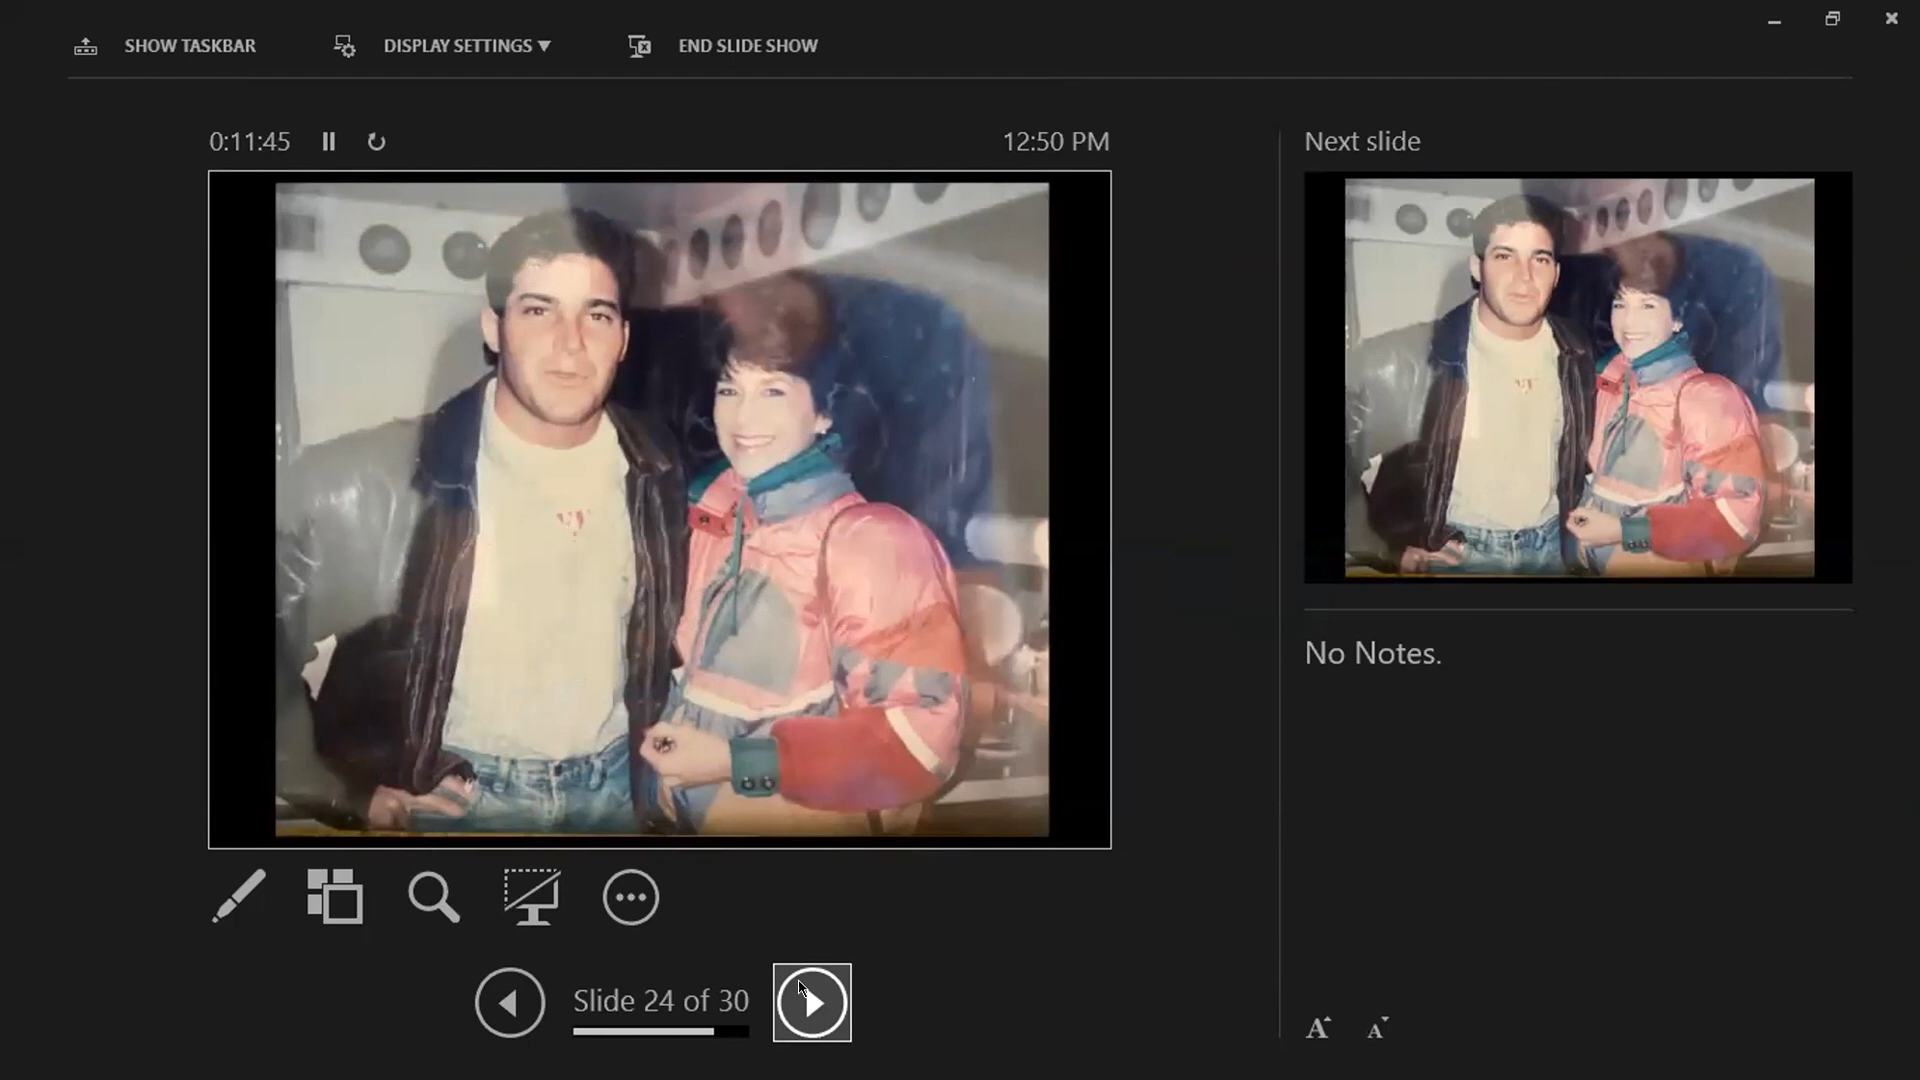 SHOW TASKBAR
DISPLAY SETTINGS
END SLIDE SHOW
0:11:45
12:50 PM
Next slide
No Notes.
Slide 24 of 30
A A